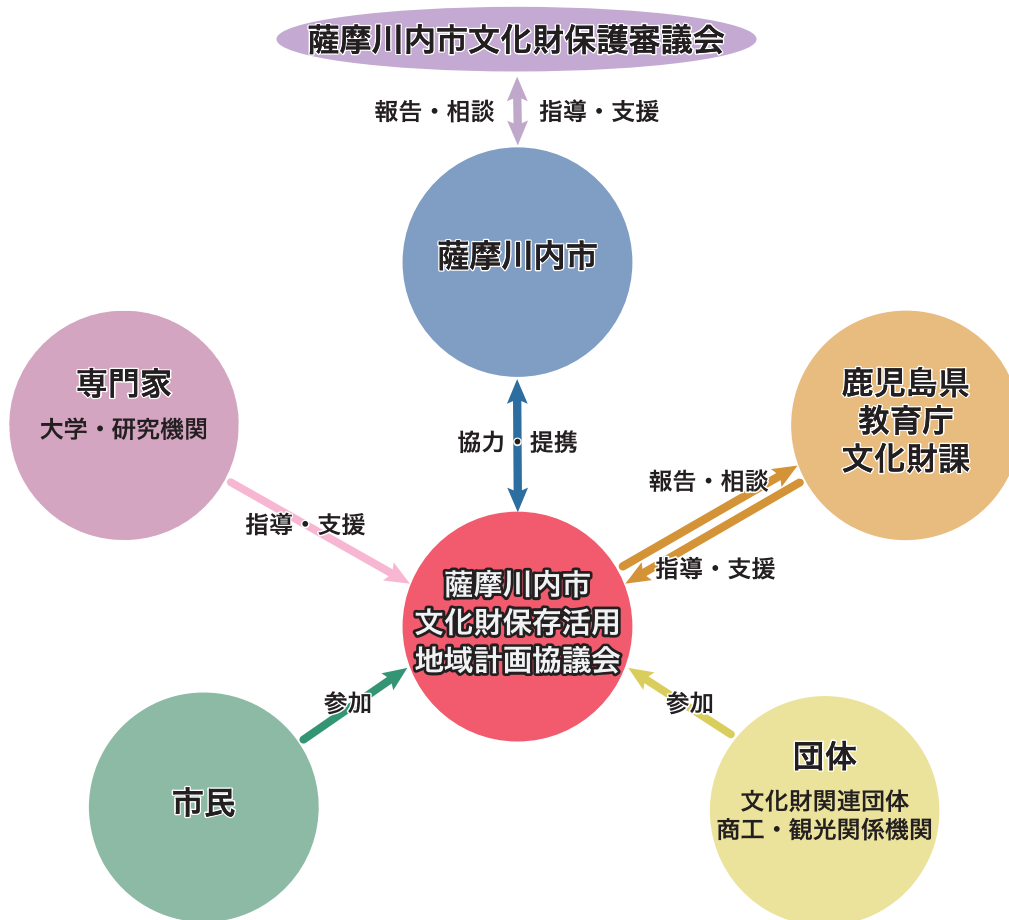 薩摩川内市文化財保護審議会
報告・相談
指導・支援
薩摩川内市
専門家
大学・研究機関
鹿児島県
教育庁
文化財課
協力・提携
報告・相談
指導・支援
指導・支援
薩摩川内市
文化財保存活用
地域計画協議会
参加
参加
市民
団体
文化財関連団体
商工・観光関係機関